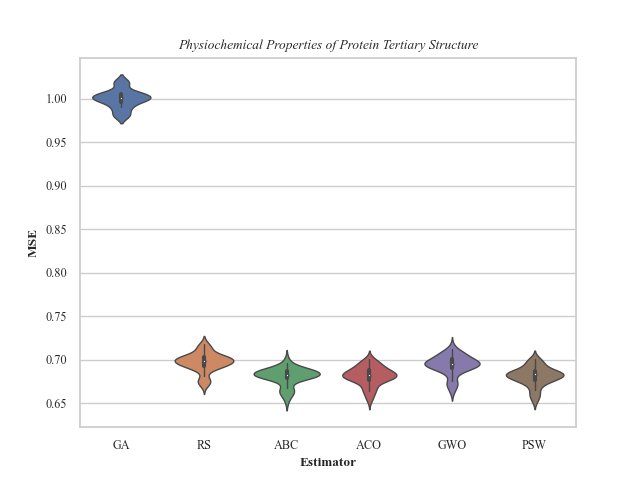 Physiochemical Properties of Protein Tertiary Structure
1.00
0.95
0.90
0.85
0.80
0.75
0.70
0.65
MSE
GA RS ABC ACO GWO PSW
Estimator